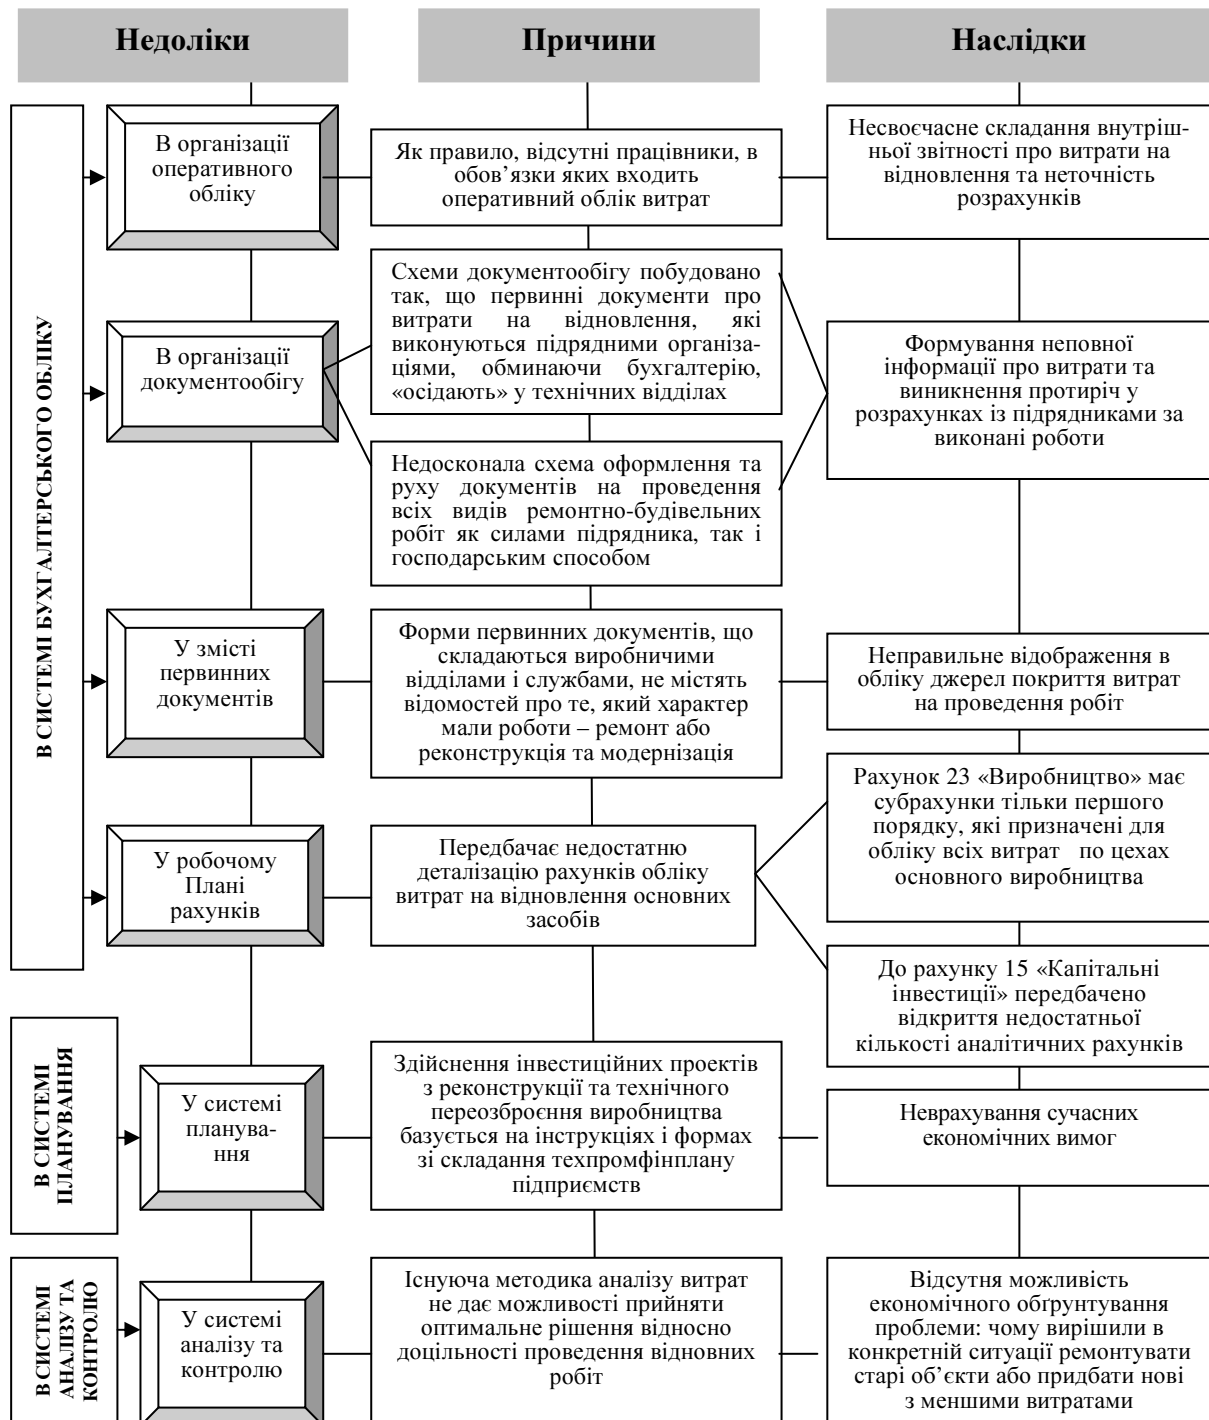 Недоліки
Причини
Наслідки
В СИСТЕМІ БУХГАЛТЕРСЬКОГО ОБЛІКУ
В організації
оперативного
обліку
Як правило, відсутні працівники, в
обов’язки яких входить
оперативний облік витрат
Несвоєчасне складання внутріш-
ньої звітності про витрати на
відновлення та неточність
розрахунків
В організації
документообігу
Схеми документообігу побудовано
так, що первинні документи про
витрати на відновлення, які
виконуються підрядними організа-
ціями, обминаючи бухгалтерію,
«осідають» у технічних відділах
Недосконала схема оформлення та
руху документів на проведення
всіх видів ремонтно-будівельних
робіт як силами підрядника, так і
господарським способом
Формування неповної
інформації про витрати та
виникнення протиріч у
розрахунках із підрядниками за
виконані роботи
У змісті
первинних
документів
Форми первинних документів, що
складаються виробничими
відділами і службами, не містять
відомостей про те, який характер
мали роботи – ремонт або
реконструкція та модернізація
Неправильне відображення в
обліку джерел покриття витрат
на проведення робіт
У робочому
Плані
рахунків
Передбачає недостатню
деталізацію рахунків обліку
витрат на відновлення основних
засобів
Рахунок 23 «Виробництво» має
субрахунки тільки першого
порядку, які призначені для
обліку всіх витрат по цехах
основного виробництва
До рахунку 15 «Капітальні
інвестиції» передбачено
відкриття недостатньої
кількості аналітичних рахунків
В СИСТЕМІ
ПЛАНУВАННЯ
У системі
планува-
ння
Здійснення інвестиційних проектів
з реконструкції та технічного
переозброєння виробництва
базується на інструкціях і формах
зі складання техпромфінплану
підприємств
Неврахування сучасних
економічних вимог
В СИСТЕМІ
АНАЛІЗУ ТА
КОНТРОЛЮ
У системі
аналізу та
контролю
Існуюча методика аналізу витрат
не дає можливості прийняти
оптимальне рішення відносно
доцільності проведення відновних
робіт
Відсутня можливість
економічного обґрунтування
проблеми: чому вирішили в
конкретній ситуації ремонтувати
старі об’єкти або придбати нові
з меншими витратами